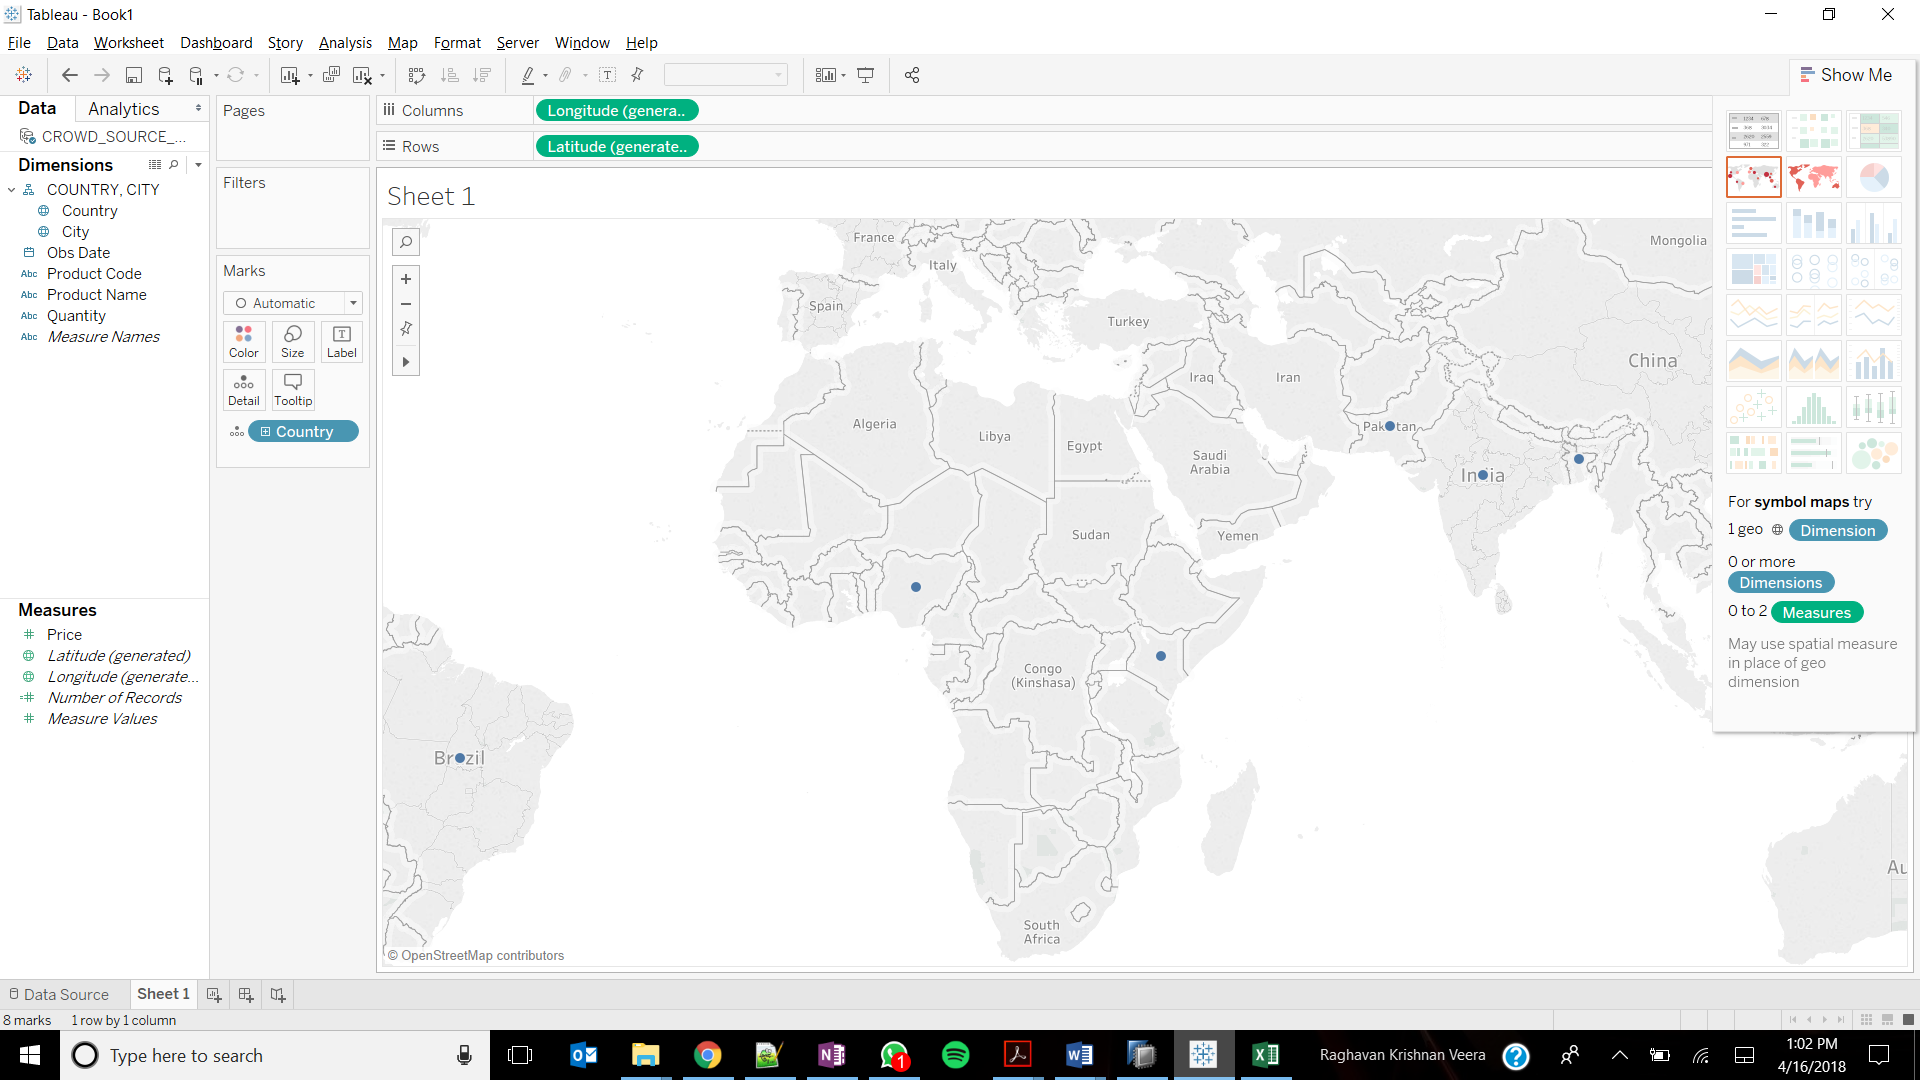 Tableau - Book1
File Data Worksheet Dashboard Story Analysis Map Format Server Window Help
Show Me
Data Analytics
CROWD_SOURCE_...
Dimensions
COUNTRY, CITY
Country
City
Obs Date
Abc Product Code
Abc Product Name
Abc Quantity
Abc Measure Names
Measures
Price
Latitude (generated)
Longitude (generate...
Number of Records
Measure Values
Pages
Filters
Marks
Automatic
Color Size Label
Detail Tooltip
Country
Columns Longitude (genera..
Rows Latitude (generate..
Sheet 1
France
Mongolia
Italy
Spain
Turkey
China
Iraq
Iran
Algeria
Libya
Egypt
Saudi
Arabia
India
Sudan
Yemen
Congo
(Kinshasa)
Brazil
South
Africa
Au
© OpenStreetMap contributors
For symbol maps try
1 geo Dimension
0 or more
Dimensions
0 to 2 Measures
May use spatial measure
in place of geo
dimension
Data Source Sheet 1
8 marks 1 row by 1 column
Type here to search
1
Raghavan Krishnan Veera
1:02 PM
4/16/2018